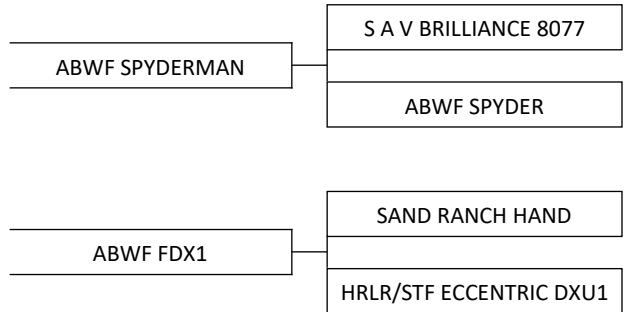 S A V BRILLIANCE 8077
ABWF SPYDERMAN
ABWF SPYDER
SAND RANCH HAND
ABWF FDX1
HRLR/STF ECCENTRIC DXU1